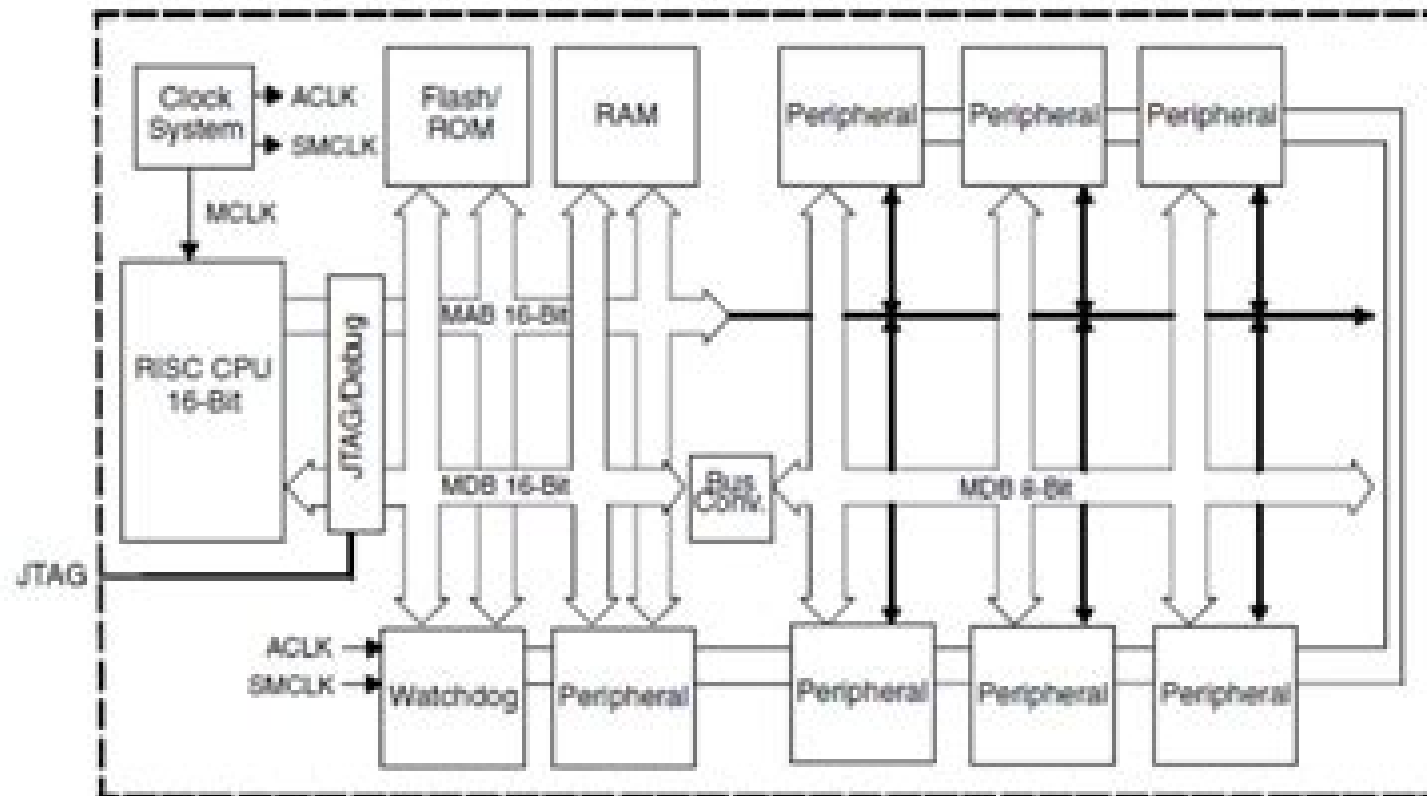 Clock
System
ACLK
SMCLK
MCLK
Flash/
ROM
RAM
Peripheral
Peripheral
Peripheral
RISC CPU
16-Bit
JTAG/Debug
MAB 16-Bit
MDB 16-Bit
Bus
Conv.
MDB 8-Bit
JTAG
ACLK
SMCLK
Watchdog
Peripheral
Peripheral
Peripheral
Peripheral